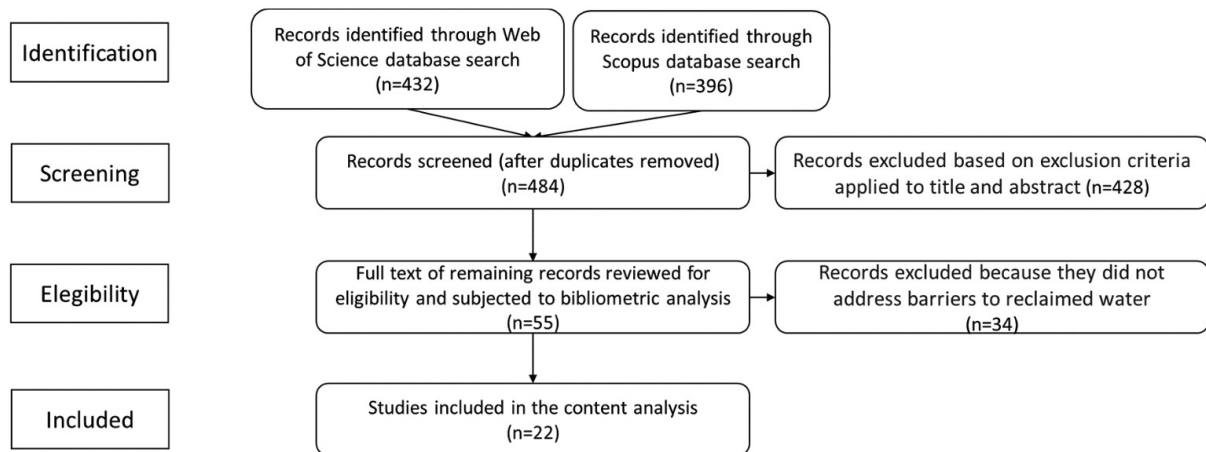 Identification
Records identified through Web
of Science database search
(n=432)
Records identified through
Scopus database search
(n=396)
Screening
Records screened (after duplicates removed)
(n=484)
Records excluded based on exclusion criteria
applied to title and abstract (n=428)
Elegibility
Full text of remaining records reviewed for
eligibility and subjected to bibliometric analysis
(n=55)
Records excluded because they did not
address barriers to reclaimed water
(n=34)
Included
Studies included in the content analysis
(n=22)